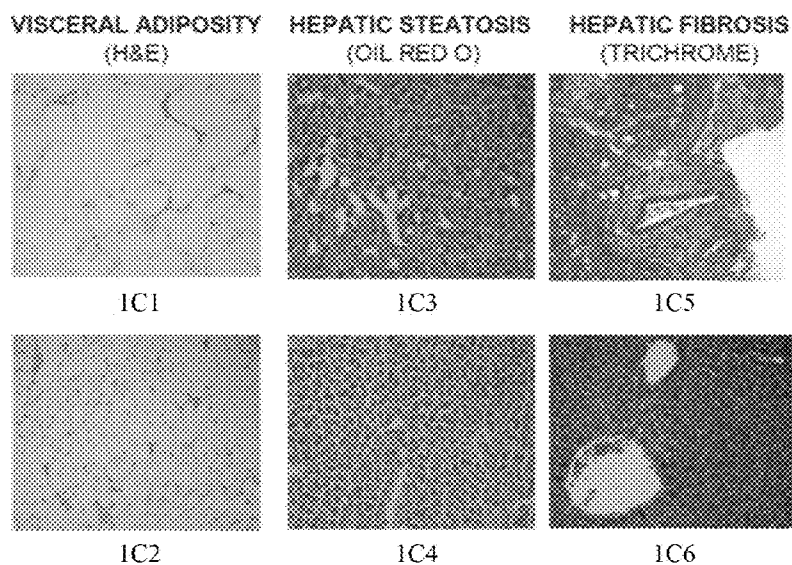 VISCERAL ADIPOSITY HEPATIC STEATOSIS HEPATIC FIBROSIS
(H&E) (OIL RED O) (TRICHROME)
1C1 1C3 1C5
1C2 1C4 1C6